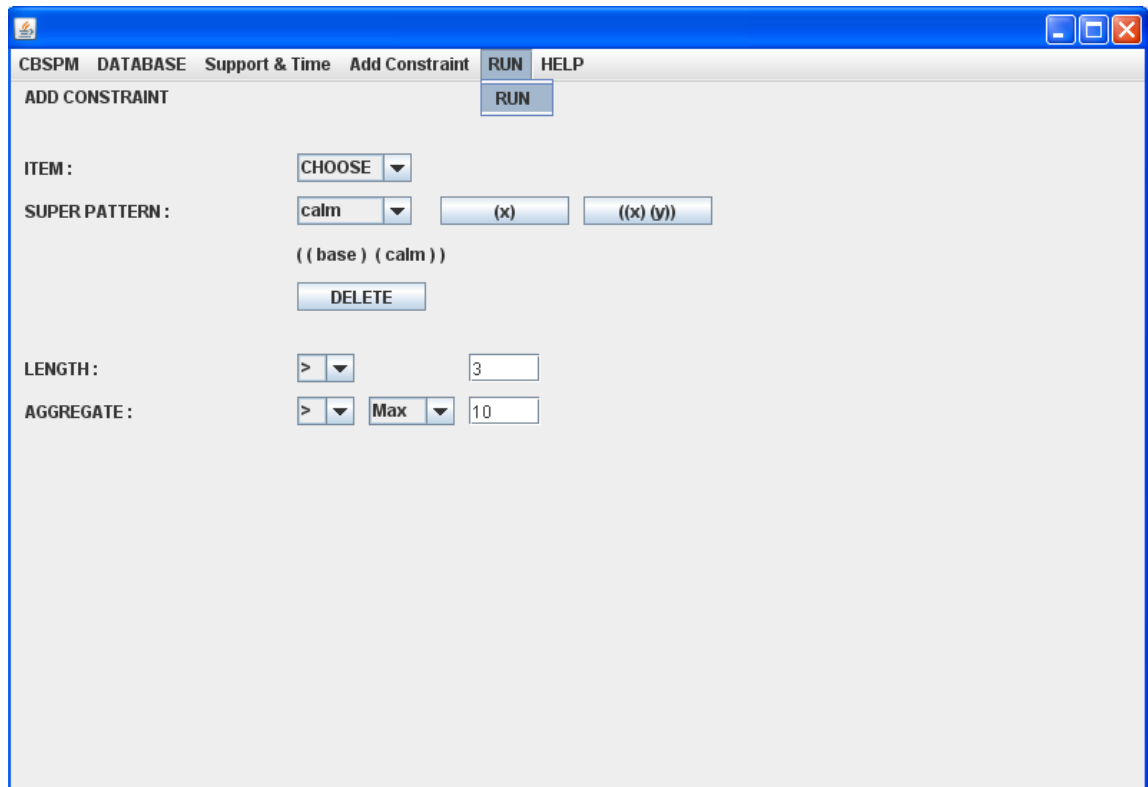 CBSPM DATABASE Support & Time Add Constraint RUN HELP
ADD CONSTRAINT RUN
ITEM : CHOOSE
SUPER PATTERN : calm (x) ((x) (y))
( ( base ) ( calm ) )
DELETE
LENGTH : > 3
AGGREGATE : > Max 10